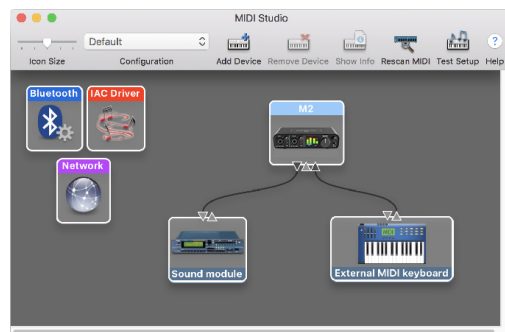 MIDI Studio
Default
Icon Size
Configuration
Add Device
Remove Device
Show Info
Rescan MIDI
Test Setup
?
Help
Bluetooth
IAC Driver
M2
Network
Sound module
External MIDI keyboard